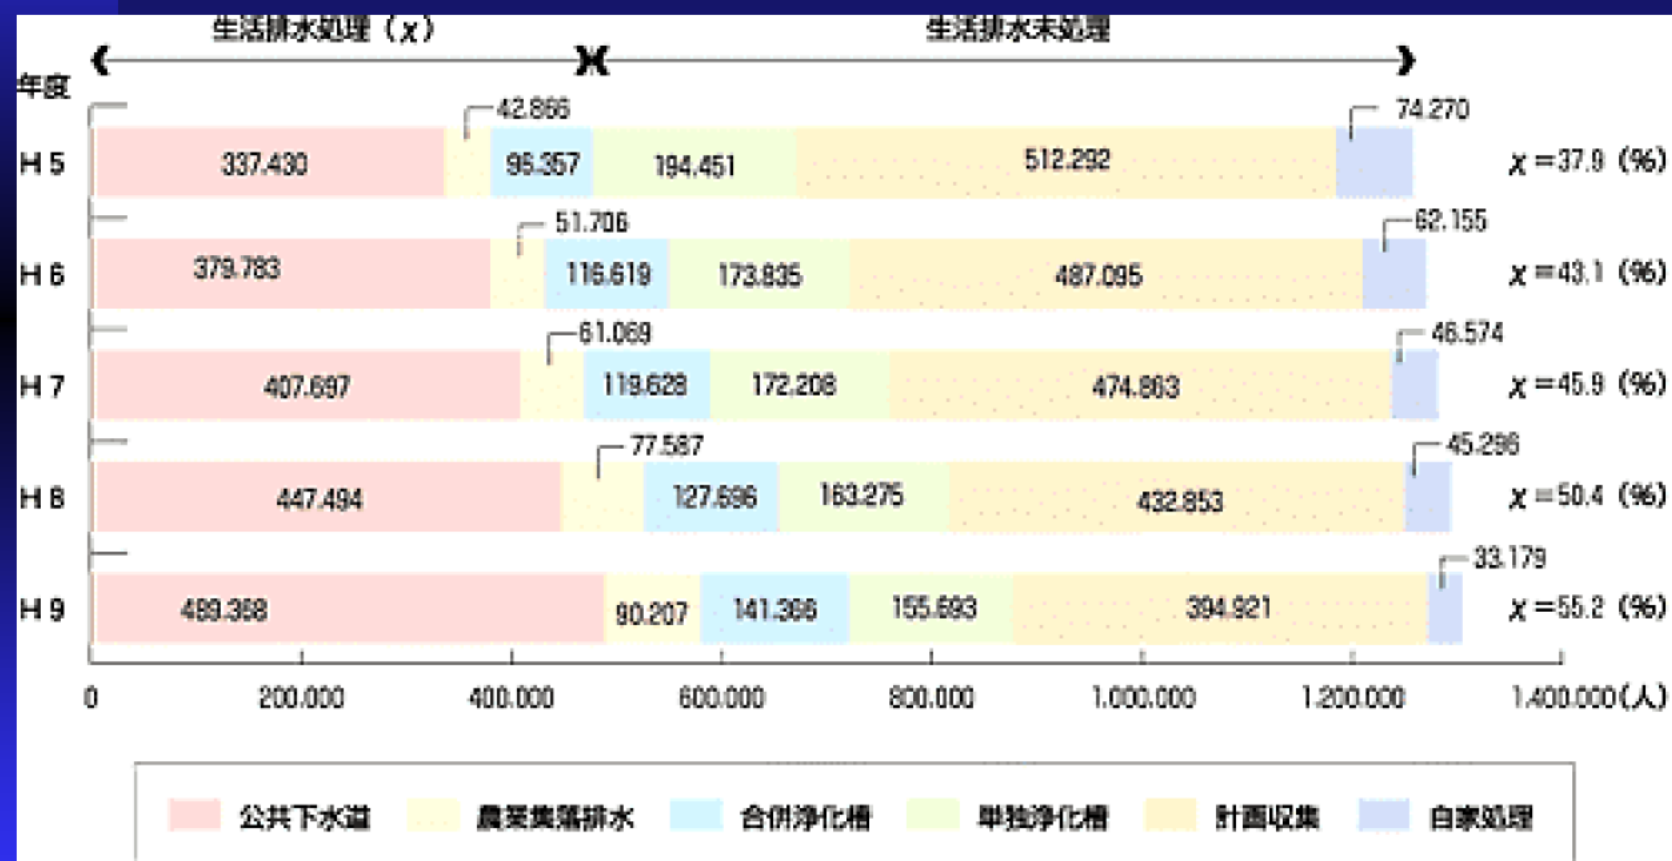 生活排水処理（χ） 生活排水未処理
年度
42.866 74.270
H5 337.430 96.357 194.451 512.292 χ=37.9（%）
51.706 62.155
H6 379.783 116.619 173.835 487.095 χ=43.1（%）
61.069 46.574
H7 407.697 119.628 172.208 474.863 χ=45.9（%）
77.587 45.296
H8 447.494 127.696 163.275 432.853 χ=50.4（%）
33.179
H9 489.368 90.207 141.366 155.693 394.921 χ=55.2（%）
0 200.000 400.000 600.000 800.000 1.000.000 1.200.000 1.400.000(人)
公共下水道 農業集落排水 合併浄化槽 単独浄化槽 計画収集 自家処理